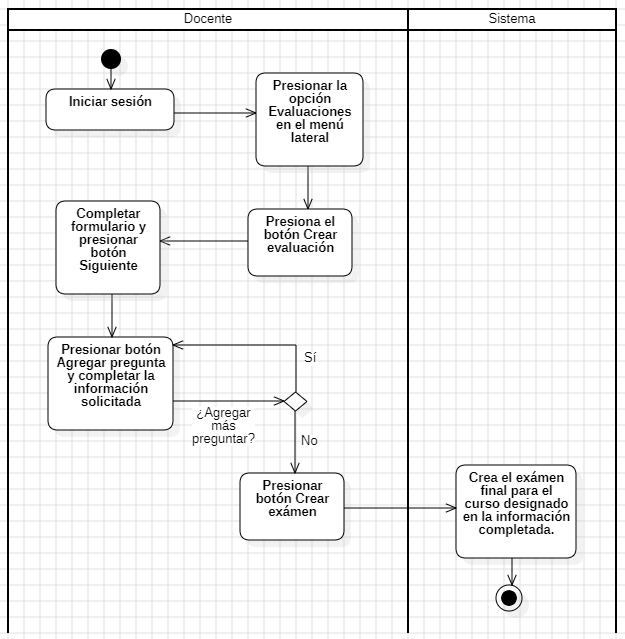 Docente
Sistema
Iniciar sesión
Presionar la
opción
Evaluaciones
en el menú
lateral
Presiona el
botón Crear
evaluación
Completar
formulario y
presionar
botón
Siguiente
Presionar botón
Agregar pregunta
y completar la
información
solicitada
Sí
¿Agregar
más
preguntar?
No
Presionar
botón Crear
exámen
Crea el exámen
final para el
curso designado
en la información
completada.